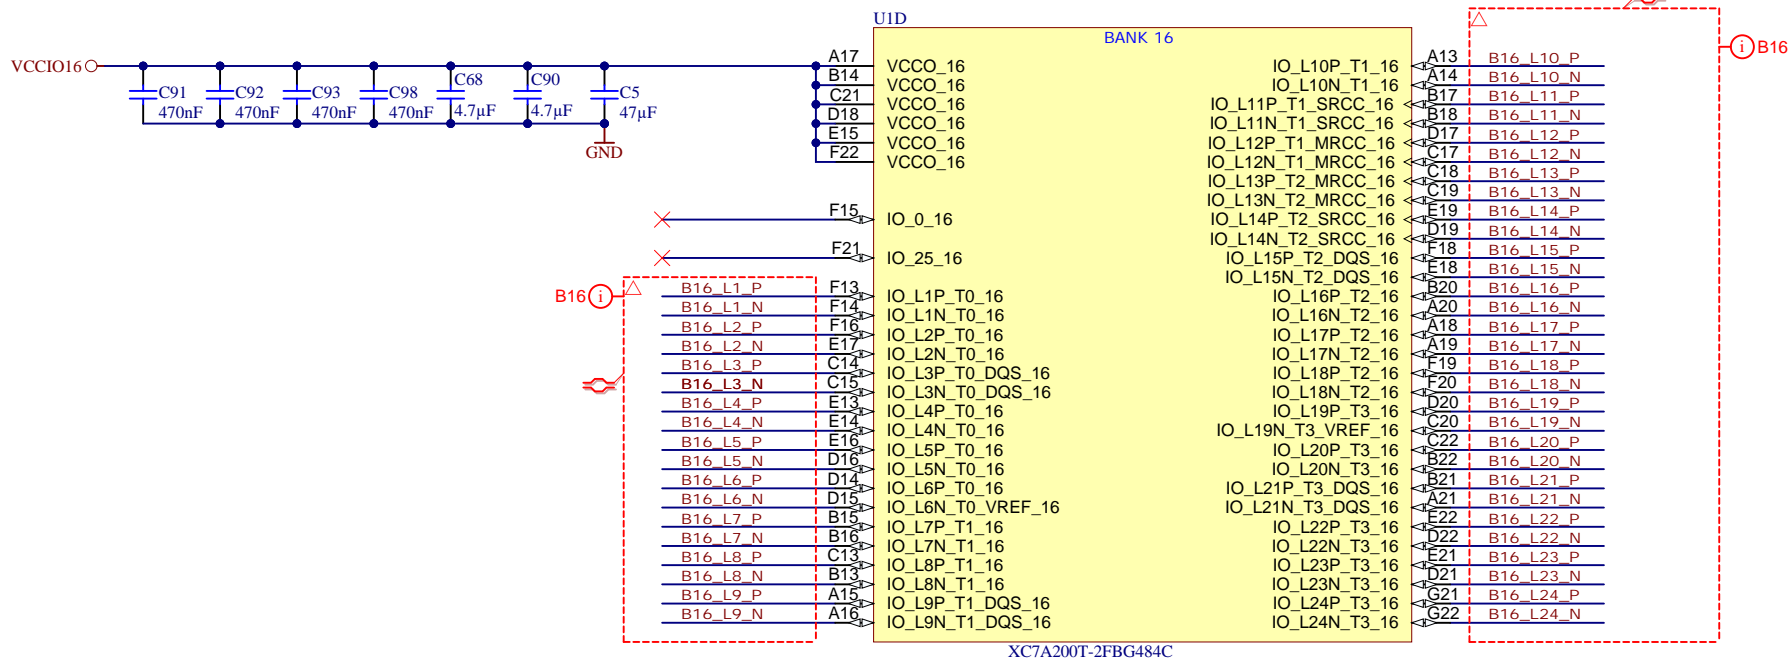 U1D
BANK 16
VCCIO16
C91
470nF
C92
470nF
C93
470nF
C98
470nF
C68
4.7µF
C90
4.7µF
C5
47µF
GND
A17 VCCO_16
B14 VCCO_16
C21 VCCO_16
D18 VCCO_16
E15 VCCO_16
F22 VCCO_16
F15 IO_0_16
F21 IO_25_16
B16 i
B16_L1_P F13 IO_L1P_T0_16
B16_L1_N F14 IO_L1N_T0_16
B16_L2_P F16 IO_L2P_T0_16
B16_L2_N E17 IO_L2N_T0_16
B16_L3_P C14 IO_L3P_T0_DQS_16
B16_L3_N C15 IO_L3N_T0_DQS_16
B16_L4_P E13 IO_L4P_T0_16
B16_L4_N E14 IO_L4N_T0_16
B16_L5_P E16 IO_L5P_T0_16
B16_L5_N D16 IO_L5N_T0_16
B16_L6_P D14 IO_L6P_T0_16
B16_L6_N D15 IO_L6N_T0_VREF_16
B16_L7_P B15 IO_L7P_T1_16
B16_L7_N B16 IO_L7N_T1_16
B16_L8_P C13 IO_L8P_T1_16
B16_L8_N B13 IO_L8N_T1_16
B16_L9_P A15 IO_L9P_T1_DQS_16
B16_L9_N A16 IO_L9N_T1_DQS_16
IO_L10P_T1_16 A13 B16_L10_P
IO_L10N_T1_16 A14 B16_L10_N
IO_L11P_T1_SRCC_16 B17 B16_L11_P
IO_L11N_T1_SRCC_16 B18 B16_L11_N
IO_L12P_T1_MRCC_16 D17 B16_L12_P
IO_L12N_T1_MRCC_16 C17 B16_L12_N
IO_L13P_T2_MRCC_16 C18 B16_L13_P
IO_L13N_T2_MRCC_16 C19 B16_L13_N
IO_L14P_T2_SRCC_16 E19 B16_L14_P
IO_L14N_T2_SRCC_16 D19 B16_L14_N
IO_L15P_T2_DQS_16 F18 B16_L15_P
IO_L15N_T2_DQS_16 E18 B16_L15_N
IO_L16P_T2_16 B20 B16_L16_P
IO_L16N_T2_16 A20 B16_L16_N
IO_L17P_T2_16 A18 B16_L17_P
IO_L17N_T2_16 A19 B16_L17_N
IO_L18P_T2_16 F19 B16_L18_P
IO_L18N_T2_16 F20 B16_L18_N
IO_L19P_T3_16 D20 B16_L19_P
IO_L19N_T3_VREF_16 C20 B16_L19_N
IO_L20P_T3_16 C22 B16_L20_P
IO_L20N_T3_16 B22 B16_L20_N
IO_L21P_T3_DQS_16 B21 B16_L21_P
IO_L21N_T3_DQS_16 A21 B16_L21_N
IO_L22P_T3_16 E22 B16_L22_P
IO_L22N_T3_16 D22 B16_L22_N
IO_L23P_T3_16 E21 B16_L23_P
IO_L23N_T3_16 D21 B16_L23_N
IO_L24P_T3_16 G21 B16_L24_P
IO_L24N_T3_16 G22 B16_L24_N
i B16
XC7A200T-2FBG484C